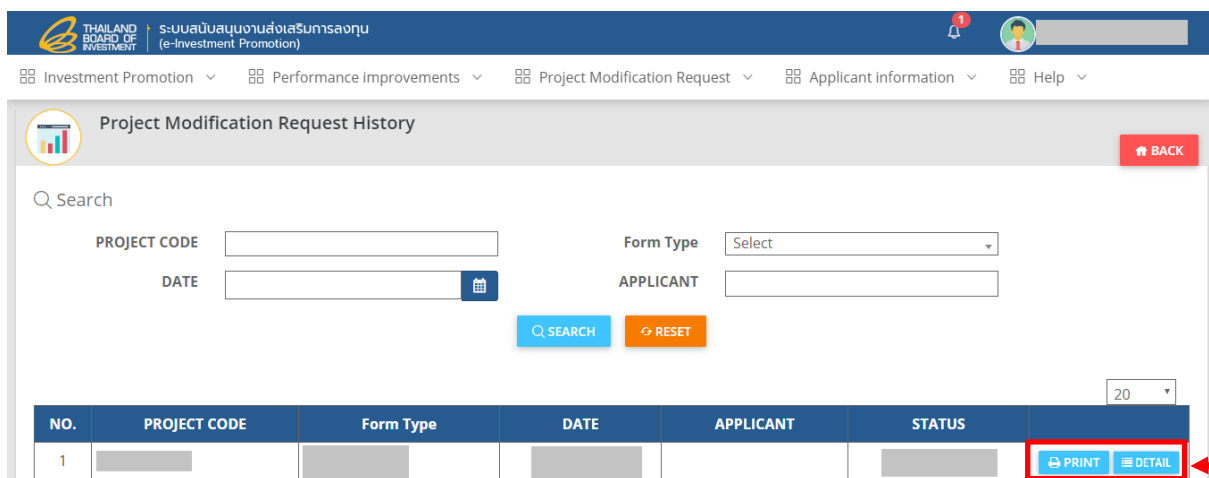 THAILAND
BOARD OF
INVESTMENT
ระบบสนับสนุนงานส่งเสริมการลงทุน
(e-Investment Promotion)
1
Investment Promotion Performance improvements Project Modification Request Applicant information Help
Project Modification Request History
BACK
Search
PROJECT CODE Form Type Select
DATE APPLICANT
SEARCH RESET
20
NO. PROJECT CODE Form Type DATE APPLICANT STATUS
1 PRINT DETAIL